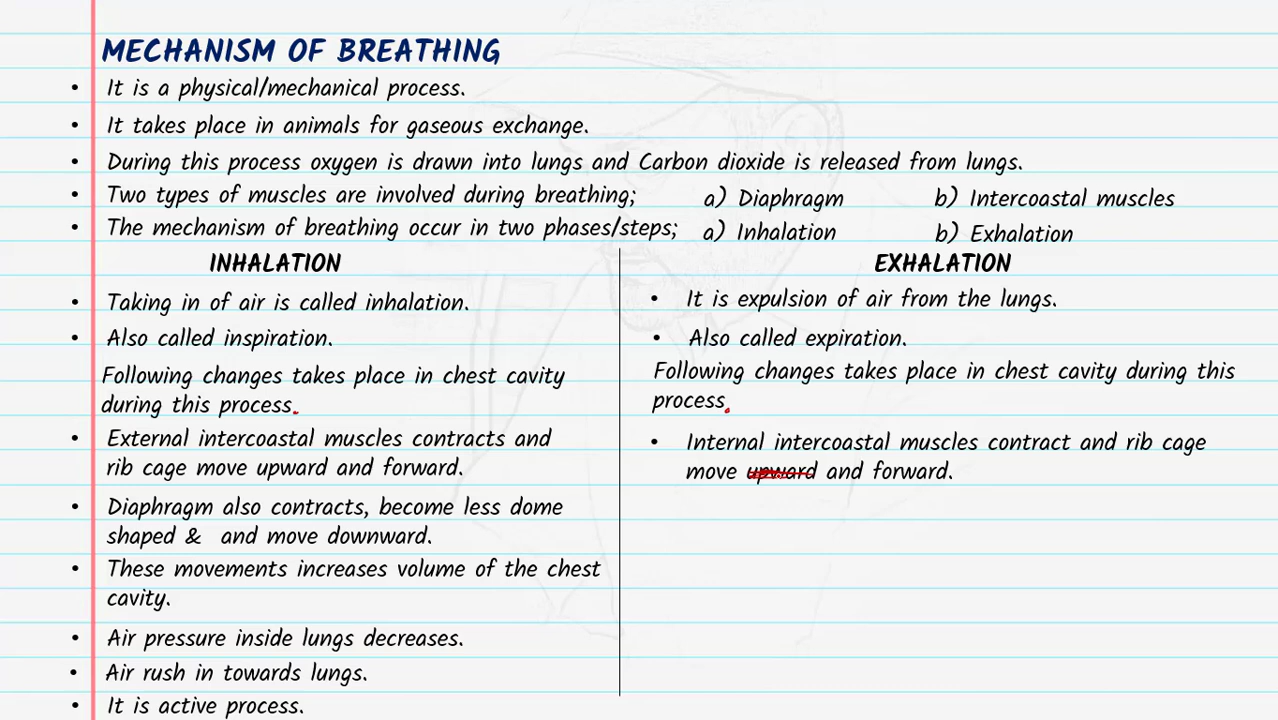 MECHANISM OF BREATHING
• It is a physical/mechanical process.
• It takes place in animals for gaseous exchange.
• During this process oxygen is drawn into lungs and Carbon dioxide is released from lungs.
• Two types of muscles are involved during breathing; a) Diaphragm b) Intercoastal muscles
• The mechanism of breathing occur in two phases/steps; a) Inhalation b) Exhalation
INHALATION
• Taking in of air is called inhalation.
• Also called inspiration.
Following changes takes place in chest cavity
during this process.
• External intercoastal muscles contracts and
rib cage move upward and forward.
• Diaphragm also contracts, become less dome
shaped & and move downward.
• These movements increases volume of the chest
cavity.
• Air pressure inside lungs decreases.
• Air rush in towards lungs.
• It is active process.
EXHALATION
• It is expulsion of air from the lungs.
• Also called expiration.
Following changes takes place in chest cavity during this
process.
• Internal intercoastal muscles contract and rib cage
move upward and forward.